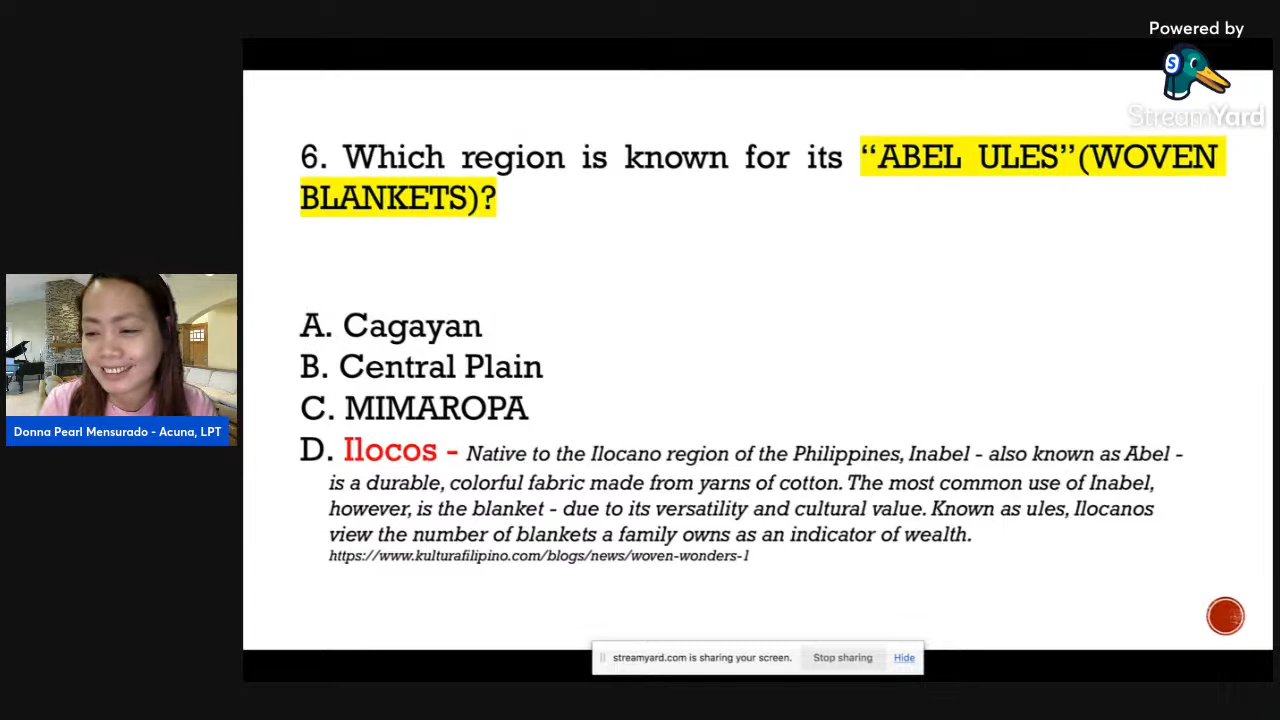 Powered by
StreamYard
6. Which region is known for its “ABEL ULES”(WOVEN
BLANKETS)?
A. Cagayan
B. Central Plain
C. MIMAROPA
D. Ilocos - Native to the Ilocano region of the Philippines, Inabel - also known as Abel -
is a durable, colorful fabric made from yarns of cotton. The most common use of Inabel,
however, is the blanket - due to its versatility and cultural value. Known as ules, Ilocanos
view the number of blankets a family owns as an indicator of wealth.
https://www.kulturafilipino.com/blogs/news/woven-wonders-1
Donna Pearl Mensurado - Acuna, LPT
streamyard.com is sharing your screen. Stop sharing Hide